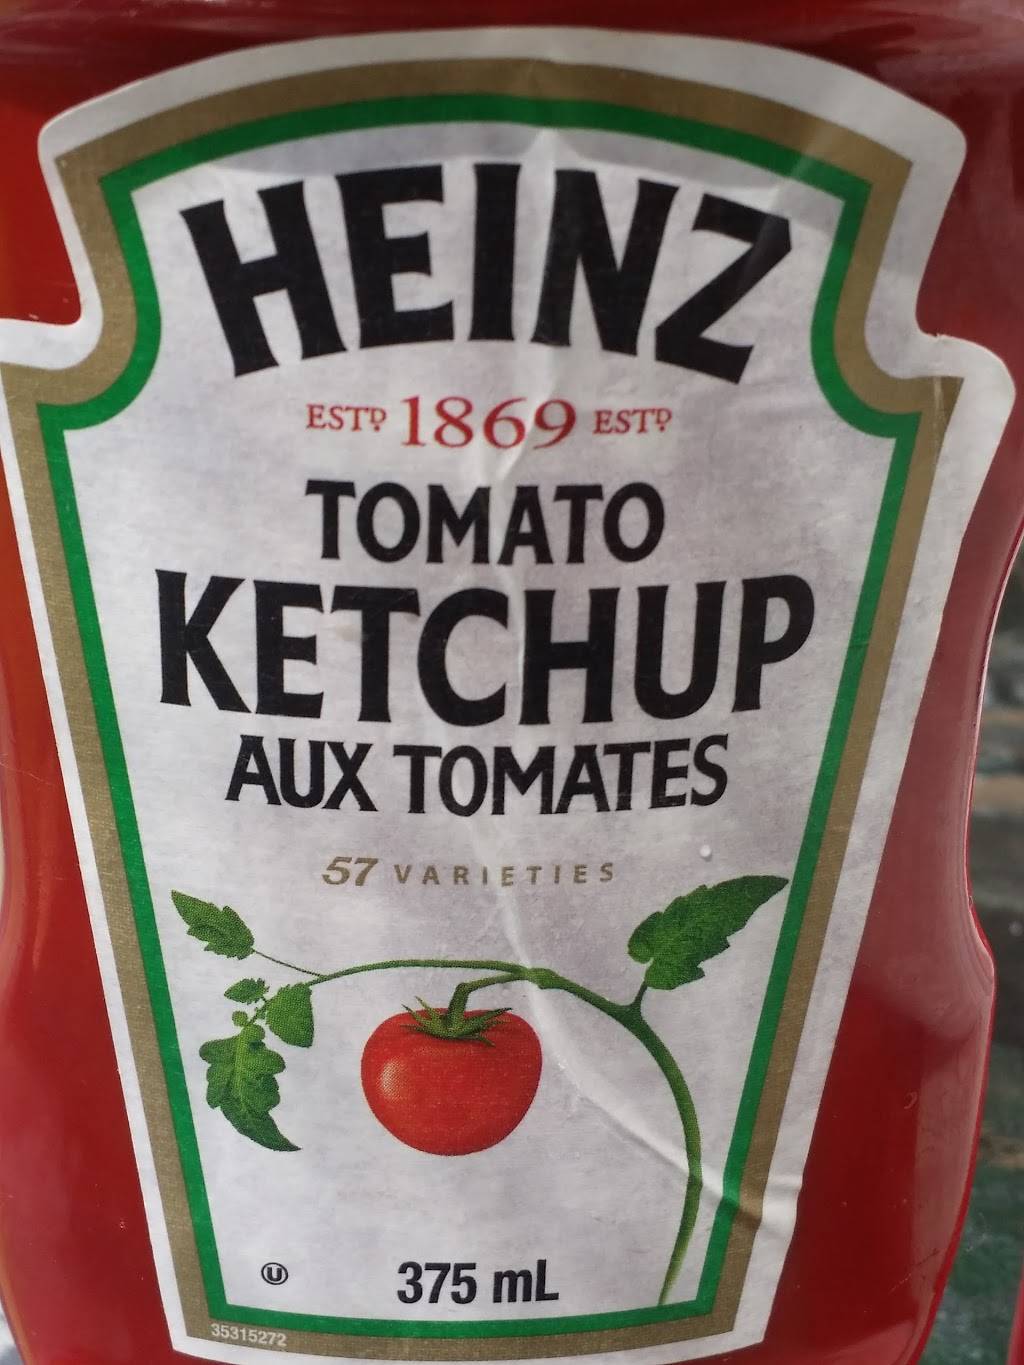 HEINZ
ESTD 1869 ESTD
TOMATO
KETCHUP
AUX TOMATES
57 VARIETIES
U 375 mL
35315272